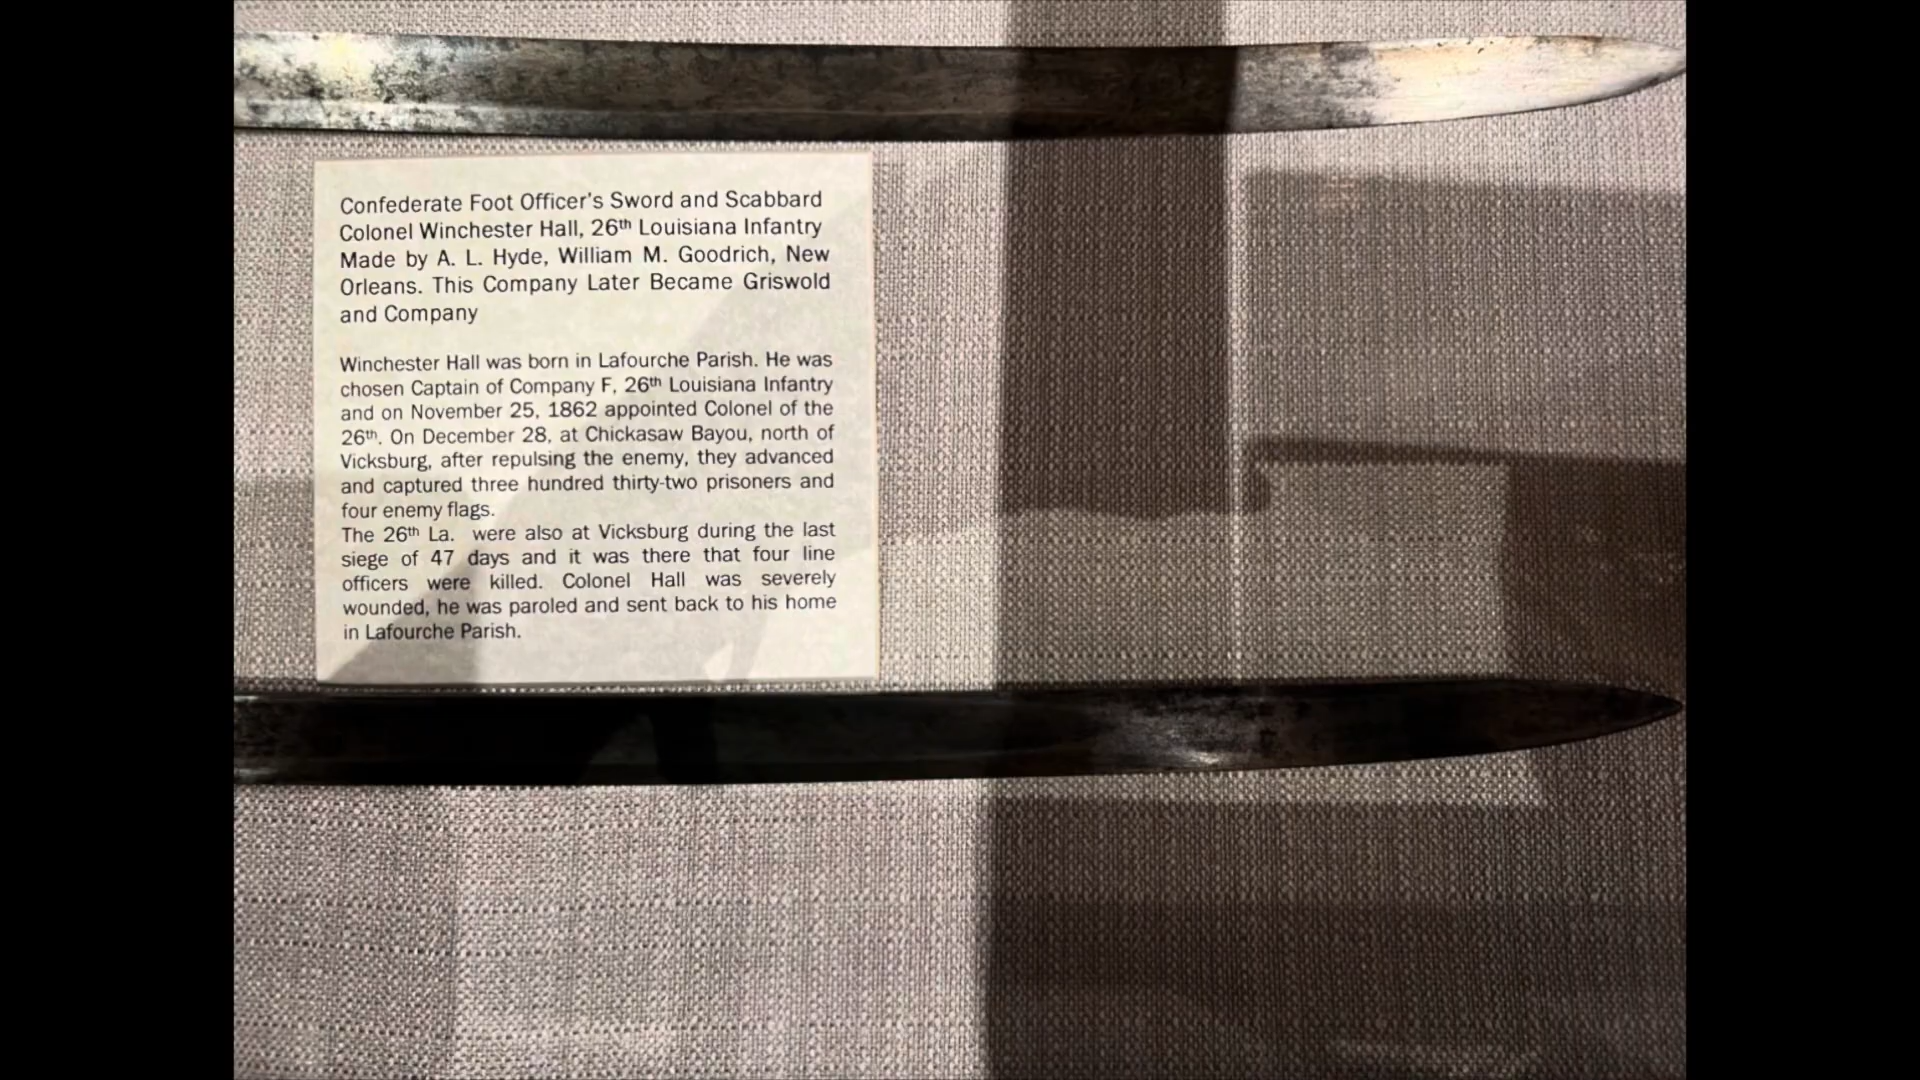 Confederate Foot Officer's Sword and Scabbard
Colonel Winchester Hall, 26th Louisiana Infantry
Made by A. L. Hyde, William M. Goodrich, New
Orleans. This Company Later Became Griswold
and Company
Winchester Hall was born in Lafourche Parish. He was
chosen Captain of Company F, 26th Louisiana Infantry
and on November 25, 1862 appointed Colonel of the
26th. On December 28, at Chickasaw Bayou, north of
Vicksburg, after repulsing the enemy, they advanced
and captured three hundred thirty-two prisoners and
four enemy flags.
The 26th La. were also at Vicksburg during the last
siege of 47 days and it was there that four line
officers were killed. Colonel Hall was severely
wounded, he was paroled and sent back to his home
in Lafourche Parish.